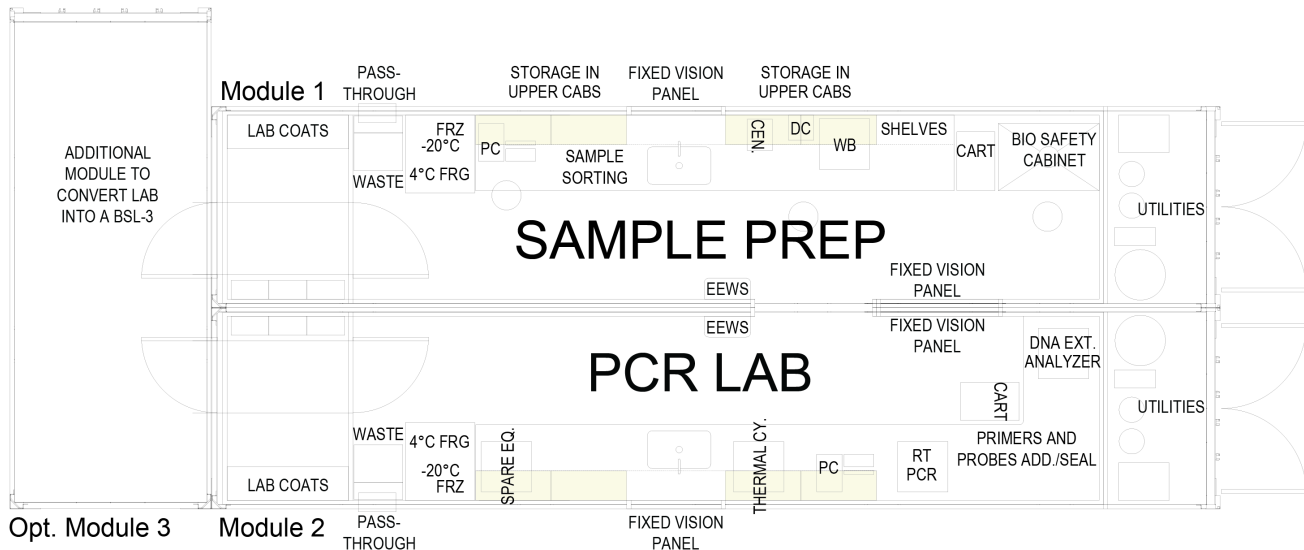 Module 1
PASS-
THROUGH
STORAGE IN
UPPER CABS
FIXED VISION
PANEL
STORAGE IN
UPPER CABS
ADDITIONAL
MODULE TO
CONVERT LAB
INTO A BSL-3
LAB COATS
WASTE
FRZ
-20°C
4°C FRG
PC
SAMPLE
SORTING
CEN.
DC
WB
SHELVES
CART
BIO SAFETY
CABINET
UTILITIES
SAMPLE PREP
EEWS
FIXED VISION
PANEL
EEWS
FIXED VISION
PANEL
DNA EXT.
ANALYZER
PCR LAB
CART
UTILITIES
WASTE
4°C FRG
-20°C
FRZ
SPARE EQ.
THERMAL CY.
PC
RT
PCR
PRIMERS AND
PROBES ADD./SEAL
LAB COATS
Opt. Module 3
Module 2
PASS-
THROUGH
FIXED VISION
PANEL